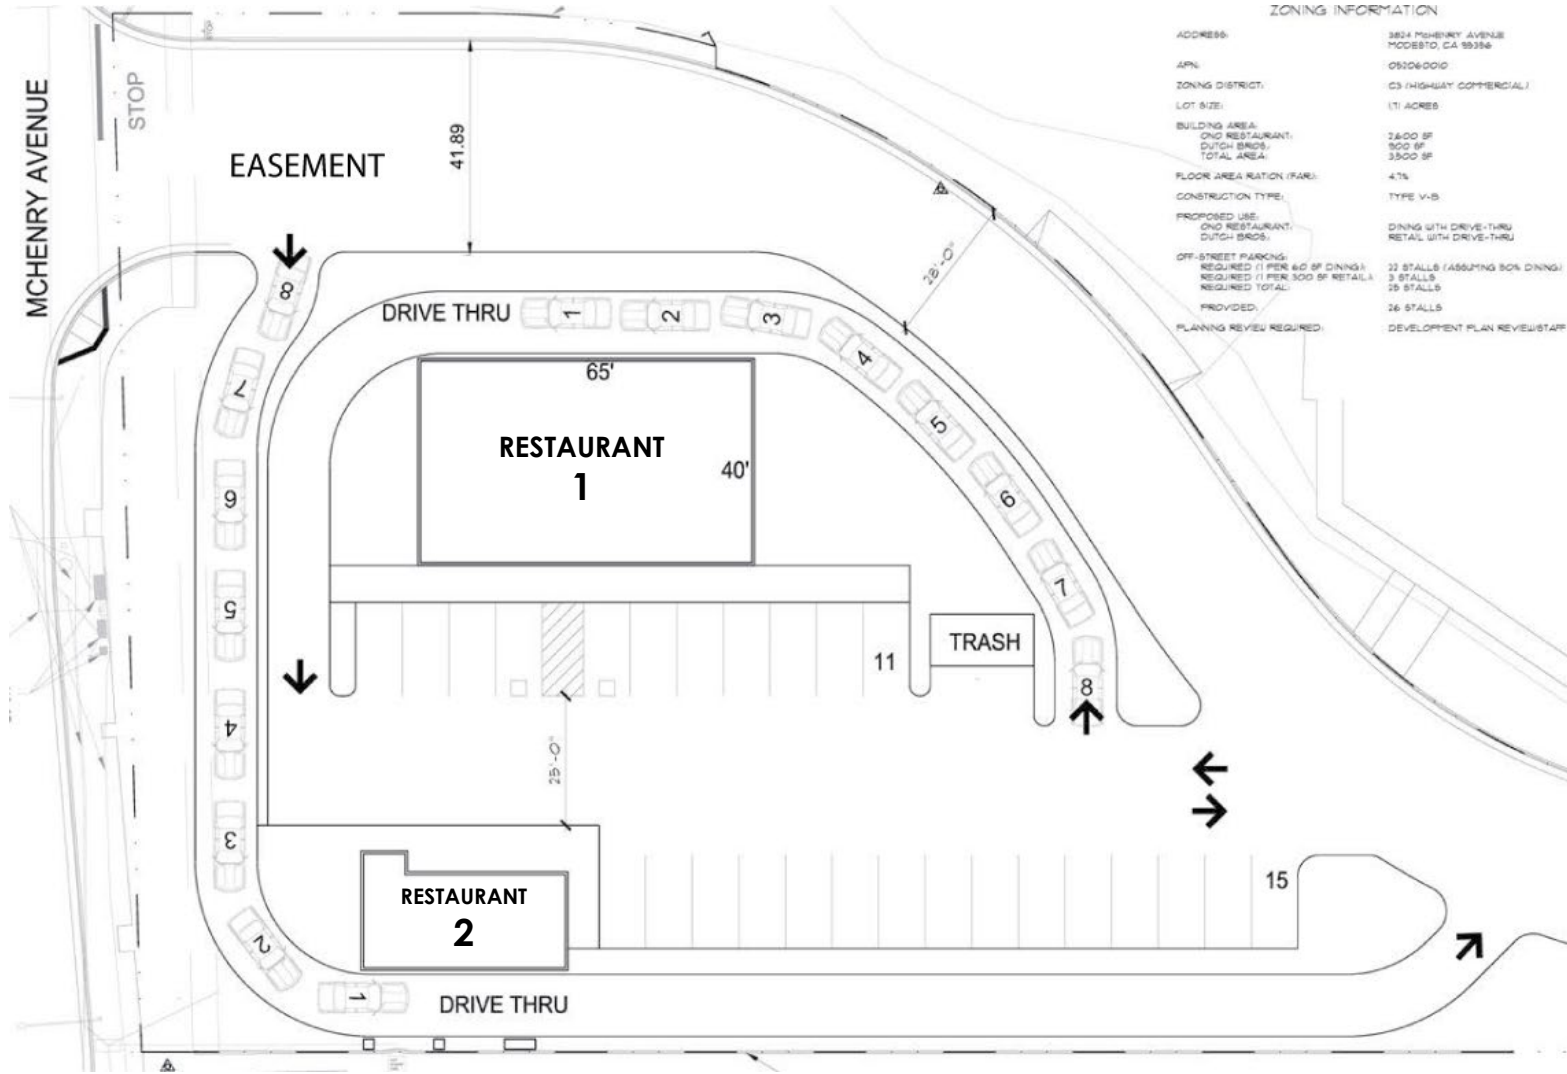 ZONING INFORMATION
ADDRESS: 3824 McHENRY AVENUE
MODESTO, CA 95356
APN: 052060010
ZONING DISTRICT: C3 (HIGHWAY COMMERCIAL)
LOT SIZE: 1.71 ACRES
BUILDING AREA:
ONO RESTAURANT: 2,600 SF
DUTCH BROS.: 900 SF
TOTAL AREA: 3,500 SF
FLOOR AREA RATION (FAR): 4.7%
CONSTRUCTION TYPE: TYPE V-B
PROPOSED USE:
ONO RESTAURANT: DINING WITH DRIVE-THRU
DUTCH BROS.: RETAIL WITH DRIVE-THRU
OFF-STREET PARKING:
REQUIRED (1 PER 60 SF DINING): 22 STALLS (ASSUMING 50% DINING)
REQUIRED (1 PER 300 SF RETAIL): 3 STALLS
REQUIRED TOTAL: 25 STALLS
PROVIDED: 26 STALLS
PLANNING REVIEW REQUIRED: DEVELOPMENT PLAN REVIEW/STAFF
MCHENRY AVENUE
STOP
STOP
EASEMENT
41.89
28'-0"
DRIVE THRU
1
2
3
4
5
6
7
8
8
7
6
5
4
3
2
1
65'
40'
RESTAURANT
1
11
TRASH
25'-0"
RESTAURANT
2
15
DRIVE THRU